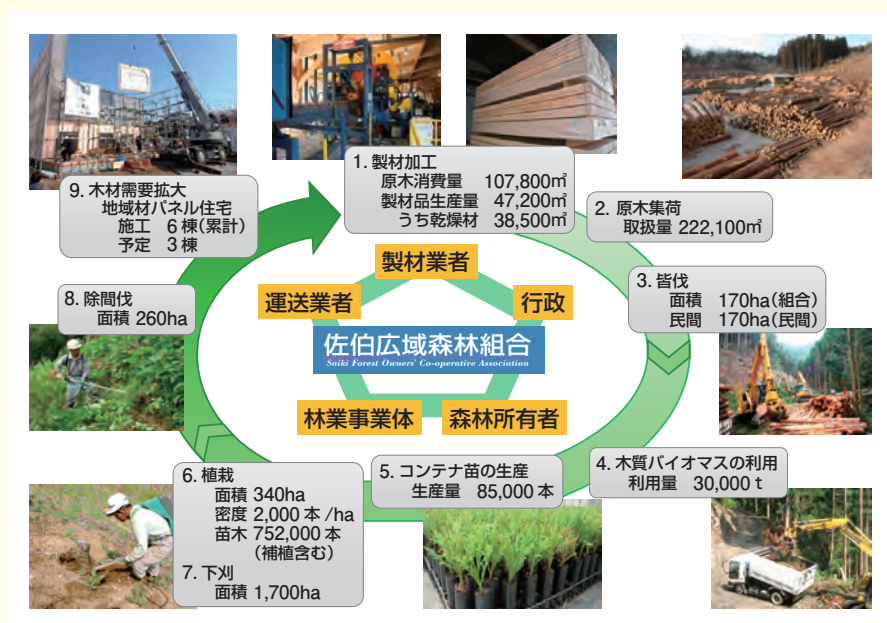 1. 製材加工
原木消費量 107,800㎥
製材品生産量 47,200㎥
うち乾燥材 38,500㎥
2. 原木集荷
取扱量 222,100㎥
3. 皆伐
面積 170ha(組合)
民間 170ha(民間)
4. 木質バイオマスの利用
利用量 30,000 t
5. コンテナ苗の生産
生産量 85,000 本
6. 植栽
面積 340ha
密度 2,000 本 /ha
苗木 752,000 本
(補植含む)
7. 下刈
面積 1,700ha
8. 除間伐
面積 260ha
9. 木材需要拡大
地域材パネル住宅
施工 6 棟(累計)
予定 3 棟
製材業者
運送業者
行政
佐伯広域森林組合
Saiki Forest Owners' Co-operative Association
林業事業体
森林所有者